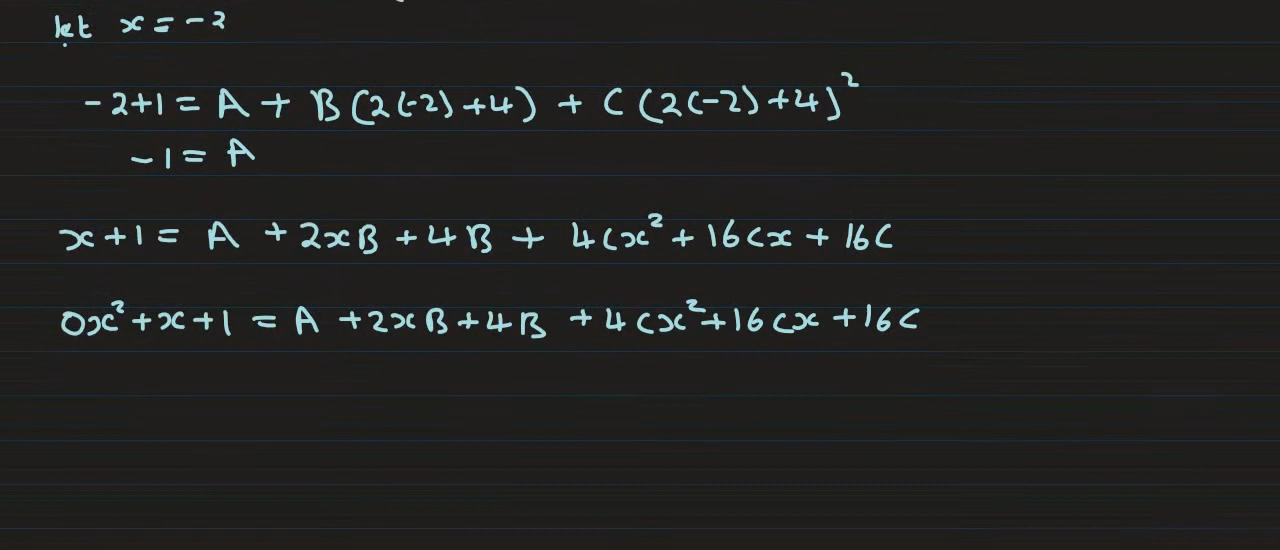 let x = -2
-2+1 = A + B(2(-2)+4) + C(2(-2)+4)²
-1 = A
x+1 = A + 2xB + 4B + 4Cx² + 16Cx + 16C
0x²+x+1 = A + 2xB + 4B + 4Cx² + 16Cx + 16C